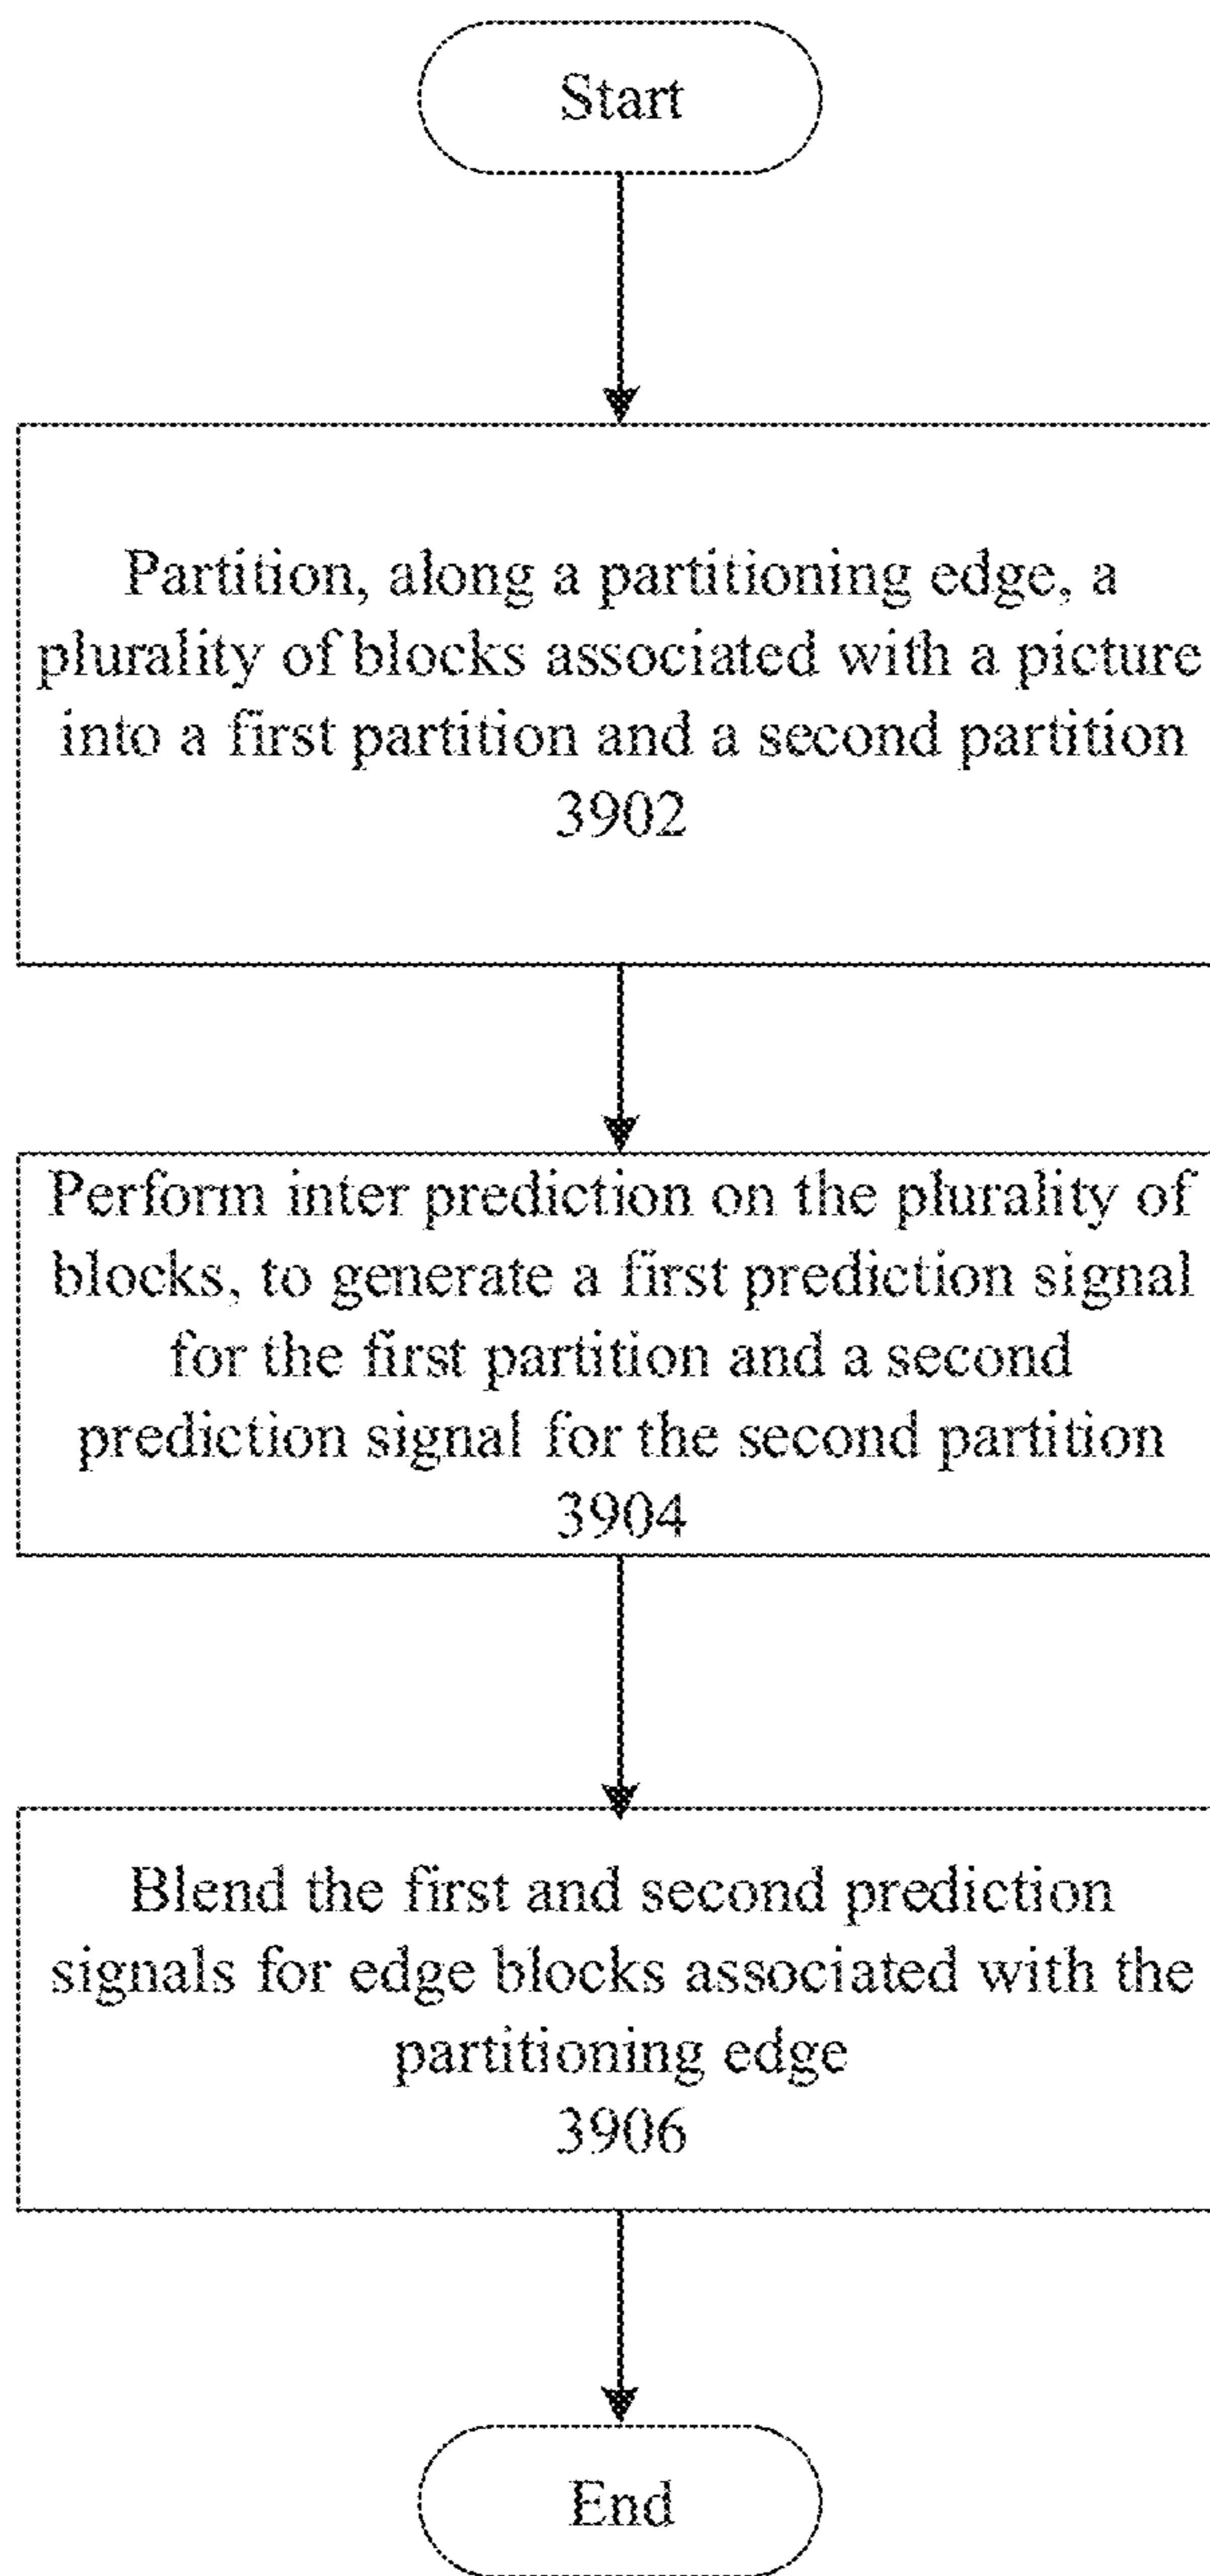 Start
Partition, along a partitioning edge, a
plurality of blocks associated with a picture
into a first partition and a second partition
3902
Perform inter prediction on the plurality of
blocks, to generate a first prediction signal
for the first partition and a second
prediction signal for the second partition
3904
Blend the first and second prediction
signals for edge blocks associated with the
partitioning edge
3906
End